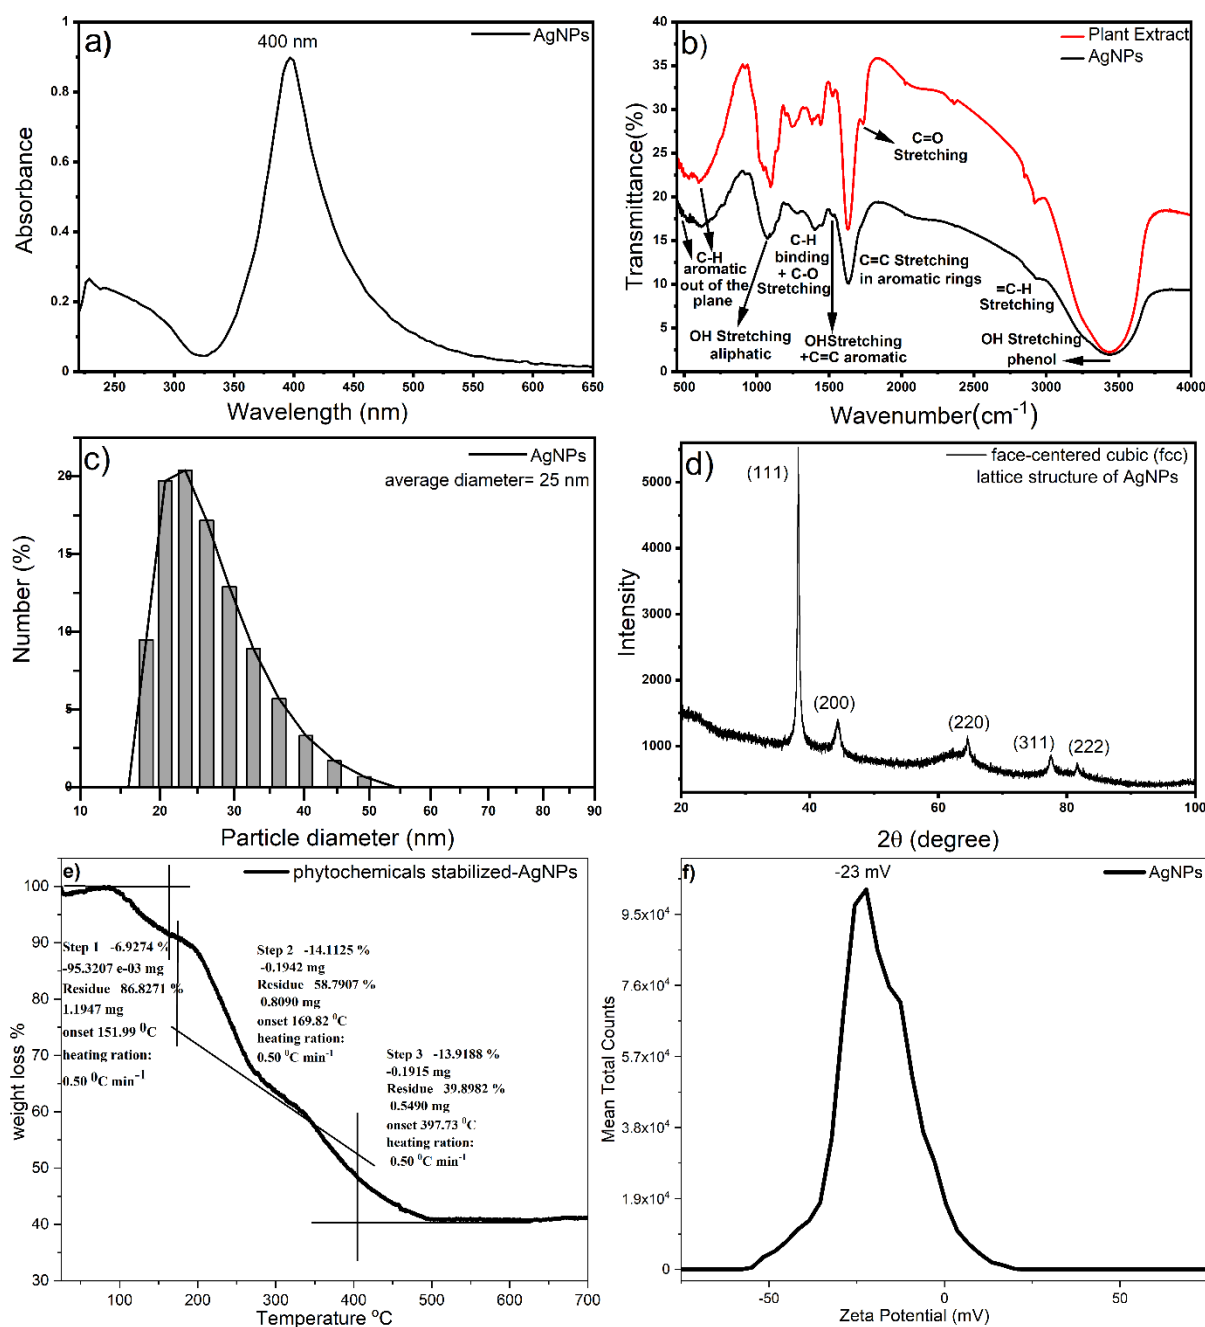 a)
400 nm
AgNPs
1
0.8
0.6
0.4
0.2
0
Absorbance
250 300 350 400 450 500 550 600 650
Wavelength (nm)
b)
Plant Extract
AgNPs
40
35
30
25
20
15
10
5
0
Transmittance(%)
C=O
Stretching
C-H
aromatic
out of the
plane
C-H
binding
+ C-O
Stretching
C=C Stretching
in aromatic rings
=C-H
Stretching
OH Stretching
aliphatic
OHStretching
+C=C aromatic
OH Stretching
phenol
500 1000 1500 2000 2500 3000 3500 4000
Wavenumber(cm⁻¹)
c)
AgNPs
average diameter= 25 nm
20
15
10
5
0
Number (%)
10 20 30 40 50 60 70 80 90
Particle diameter (nm)
d)
face-centered cubic (fcc)
lattice structure of AgNPs
(111)
(200)
(220)
(311)
(222)
5000
4000
3000
2000
1000
Intensity
20 40 60 80 100
2θ (degree)
e)
phytochemicals stabilized-AgNPs
100
90
80
70
60
50
40
30
weight loss %
Step 1 -6.9274 %
-95.3207 e-03 mg
Residue 86.8271 %
1.1947 mg
onset 151.99 ⁰C
heating ration:
0.50 ⁰C min⁻¹
Step 2 -14.1125 %
-0.1942 mg
Residue 58.7907 %
0.8090 mg
onset 169.82 ⁰C
heating ration:
0.50 ⁰C min⁻¹
Step 3 -13.9188 %
-0.1915 mg
Residue 39.8982 %
0.5490 mg
onset 397.73 ⁰C
heating ration:
0.50 ⁰C min⁻¹
100 200 300 400 500 600 700
Temperature ºC
f)
-23 mV
AgNPs
9.5x10⁴
7.6x10⁴
5.7x10⁴
3.8x10⁴
1.9x10⁴
0
Mean Total Counts
-50 0 50
Zeta Potential (mV)